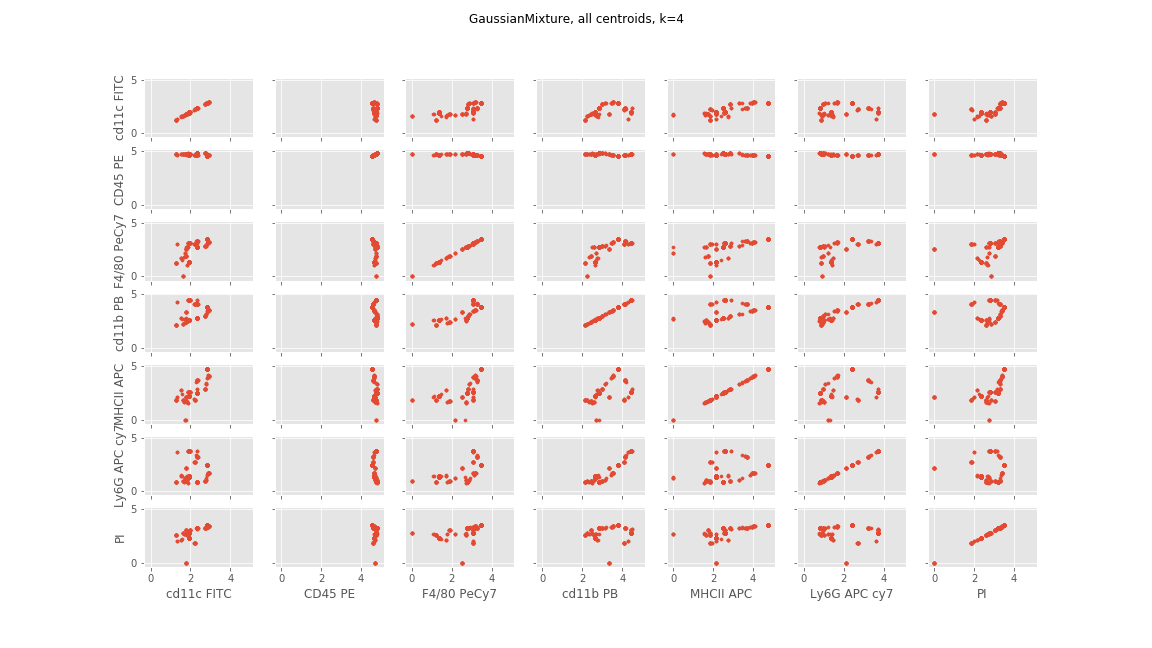 GaussianMixture, all centroids, k=4
cd11c FITC
5
0
CD45 PE
5
0
F4/80 PeCy7
5
0
cd11b PB
5
0
MHCII APC
5
0
Ly6G APC cy7
5
0
PI
5
0
0 2 4 0 2 4 0 2 4 0 2 4 0 2 4 0 2 4 0 2 4
cd11c FITC CD45 PE F4/80 PeCy7 cd11b PB MHCII APC Ly6G APC cy7 PI